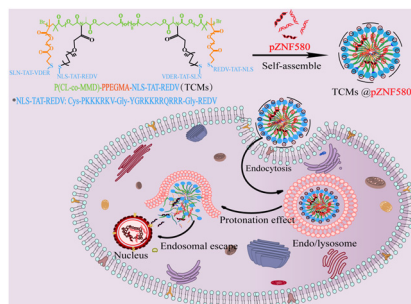 pZNF580
Self-assemble
SLN-TAT-VDER
NLS-TAT-REDV
VDER-TAT-SLN
REDV-TAT-NLS
P(CL-co-MMD)-PPEGMA-NLS-TAT-REDV(TCMs)
TCMs @pZNF580
*NLS-TAT-REDV: Cys-PKKKRKV-Gly-YGRKKRRQRRR-Gly-REDV
Endocytosis
Protonation effect
Endosomal escape
Nucleus
Endo/lysosome